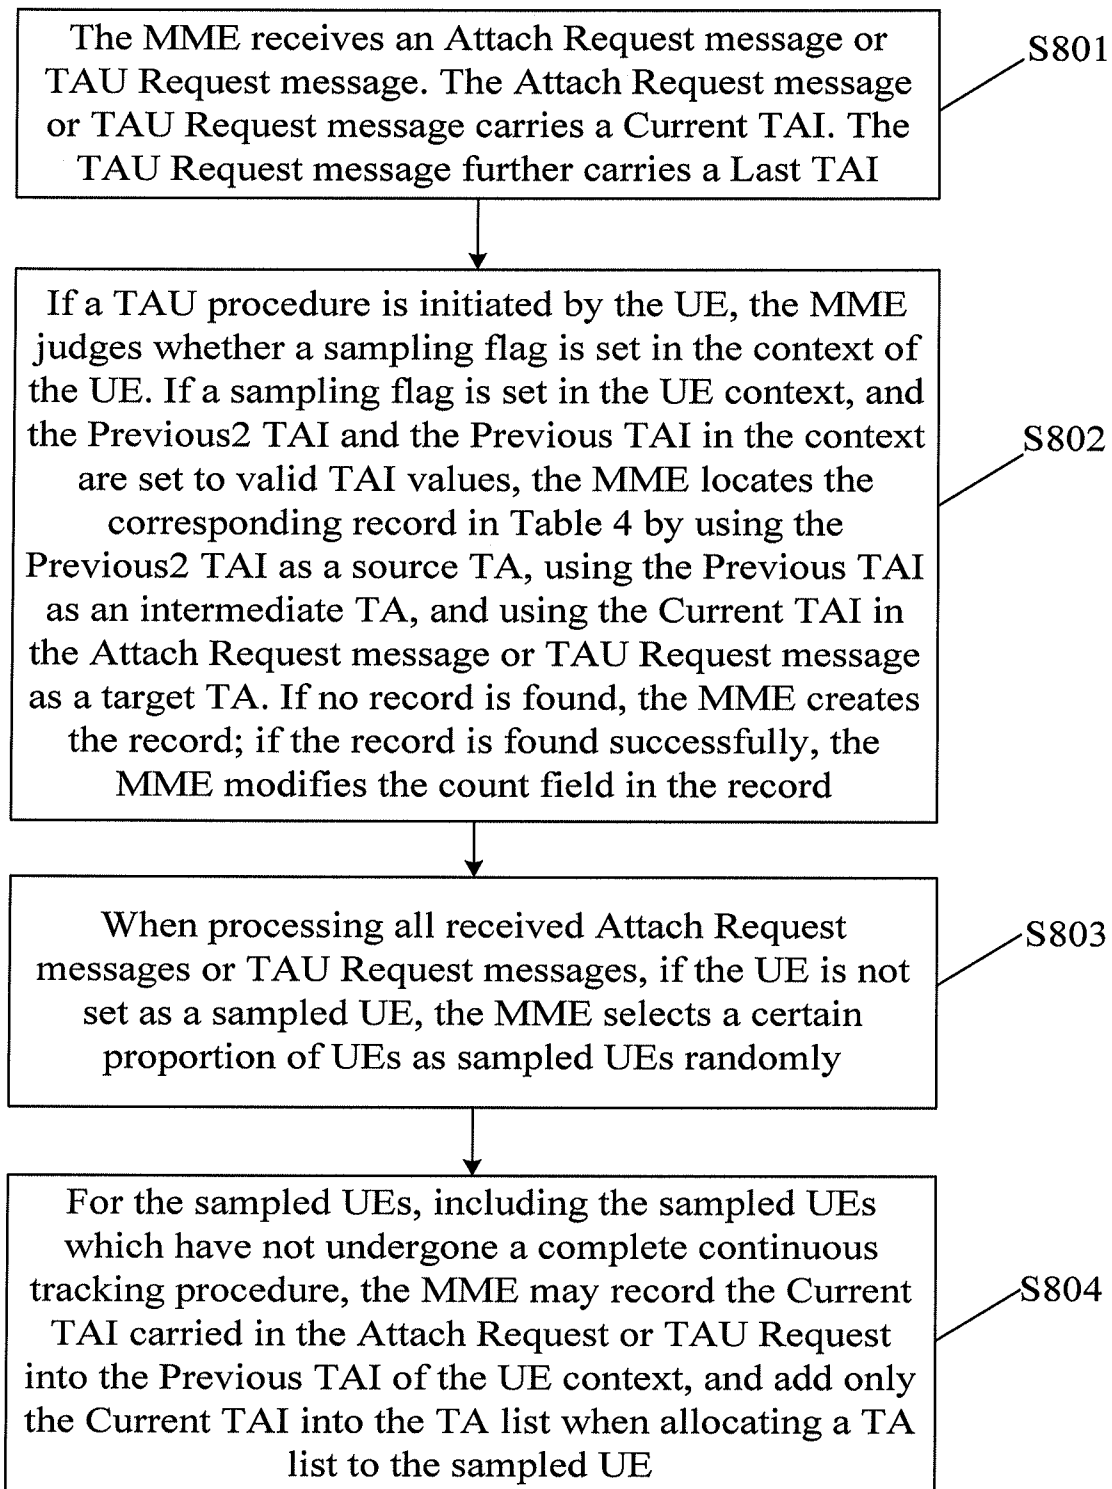 The MME receives an Attach Request message or
TAU Request message. The Attach Request message
or TAU Request message carries a Current TAI. The
TAU Request message further carries a Last TAI
S801
If a TAU procedure is initiated by the UE, the MME
judges whether a sampling flag is set in the context of
the UE. If a sampling flag is set in the UE context, and
the Previous2 TAI and the Previous TAI in the context
are set to valid TAI values, the MME locates the
corresponding record in Table 4 by using the
Previous2 TAI as a source TA, using the Previous TAI
as an intermediate TA, and using the Current TAI in
the Attach Request message or TAU Request message
as a target TA. If no record is found, the MME creates
the record; if the record is found successfully, the
MME modifies the count field in the record
S802
When processing all received Attach Request
messages or TAU Request messages, if the UE is not
set as a sampled UE, the MME selects a certain
proportion of UEs as sampled UEs randomly
S803
For the sampled UEs, including the sampled UEs
which have not undergone a complete continuous
tracking procedure, the MME may record the Current
TAI carried in the Attach Request or TAU Request
into the Previous TAI of the UE context, and add only
the Current TAI into the TA list when allocating a TA
list to the sampled UE
S804